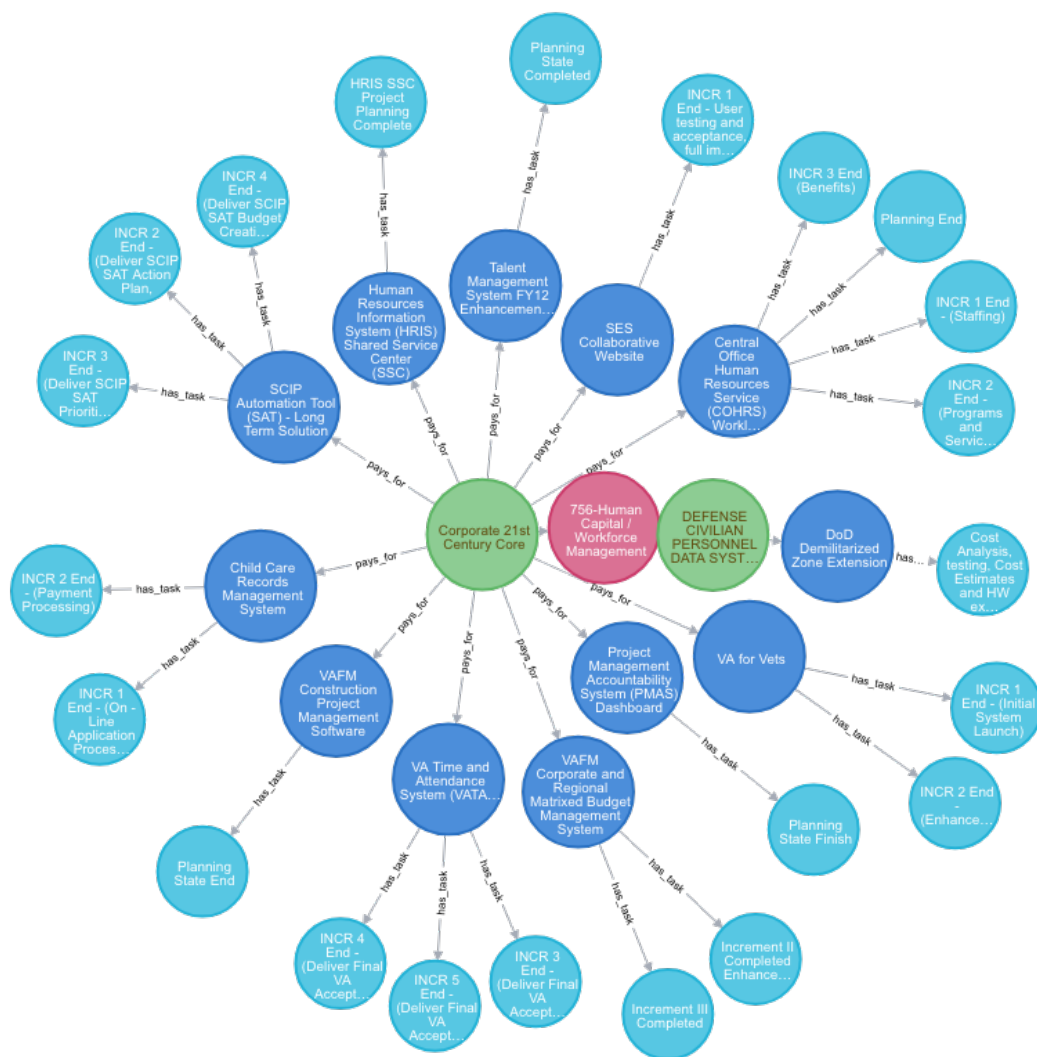 Planning
State
Completed
HRIS SSC
Project
Planning
Complete
INCR 1
End - User
testing and
acceptance,
full im…
INCR 4
End -
(Deliver SCIP
SAT Budget
Creati…
INCR 3 End
(Benefits)
Planning End
INCR 2
End -
(Deliver SCIP
SAT Action
Plan,
INCR 1 End
- (Staffing)
INCR 3
End -
(Deliver SCIP
SAT
Prioriti…
INCR 2
End -
(Programs
and
Servic…
has_task
has_task
has_task
has_task
has_task
has_task
has_task
has_task
has_task
has_task
has_task
Talent
Management
System FY12
Enhancemen…
Human
Resources
Information
System (HRIS)
Shared Service
Center
(SSC)
SES
Collaborative
Website
Central
Office
Human
Resources
Service
(COHRS)
Workl…
SCIP
Automation Tool
(SAT) - Long
Term Solution
pays_for
pays_for
pays_for
pays_for
pays_for
Corporate 21st
Century Core
756-Human
Capital /
Workforce
Management
DEFENSE
CIVILIAN
PERSONNEL
DATA SYST…
DoD
Demilitarized
Zone Extension
has…
Cost
Analysis,
testing, Cost
Estimates
and HW
ex…
pays_for
pays_for
pays_for
pays_for
pays_for
pays_for
Child Care
Records
Management
System
has_task
INCR 2 End
- (Payment
Processing)
has_task
INCR 1
End - (On -
Line
Application
Proces…
VAFM
Construction
Project
Management
Software
has_task
Planning
State End
VA Time and
Attendance
System (VATA…
has_task
has_task
has_task
INCR 4
End -
(Deliver Final
VA
Accept…
INCR 5
End -
(Deliver Final
VA
Accept…
INCR 3
End -
(Deliver Final
VA
Accept…
VAFM
Corporate and
Regional
Matrixed Budget
Management
System
has_task
has_task
Increment III
Completed
Increment II
Completed
Enhance…
Project
Management
Accountability
System (PMAS)
Dashboard
has_task
Planning
State Finish
VA for Vets
has_task
has_task
INCR 1
End - (Initial
System
Launch)
INCR 2 End
-
(Enhance…